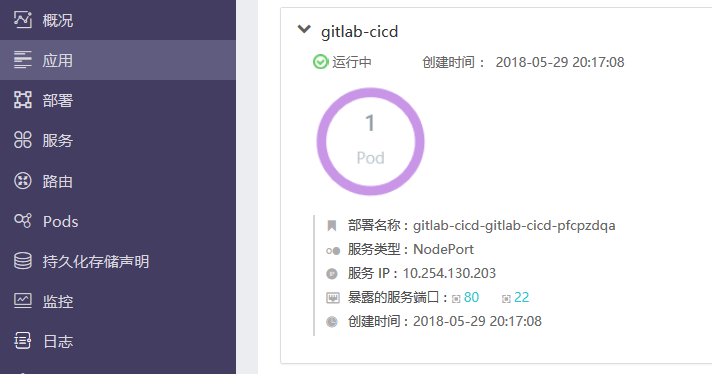 概况
应用
部署
服务
路由
Pods
持久化存储声明
监控
日志
gitlab-cicd
运行中 创建时间： 2018-05-29 20:17:08
1
Pod
部署名称 : gitlab-cicd-gitlab-cicd-pfcpzdqa
服务类型 : NodePort
服务 IP : 10.254.130.203
暴露的服务端口 : 80 22
创建时间 : 2018-05-29 20:17:08